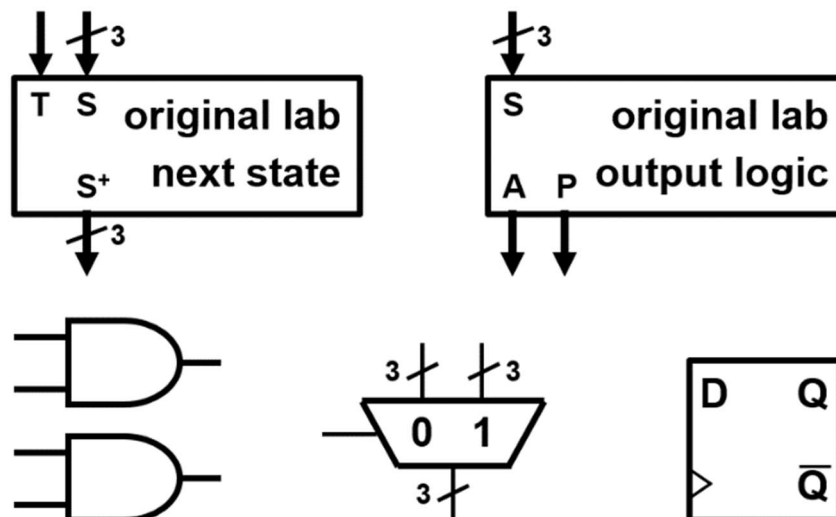 3
3
T S original lab
next state
S+
3
S original lab
output logic
A P
3 3
0 1
3
D Q
Q̅